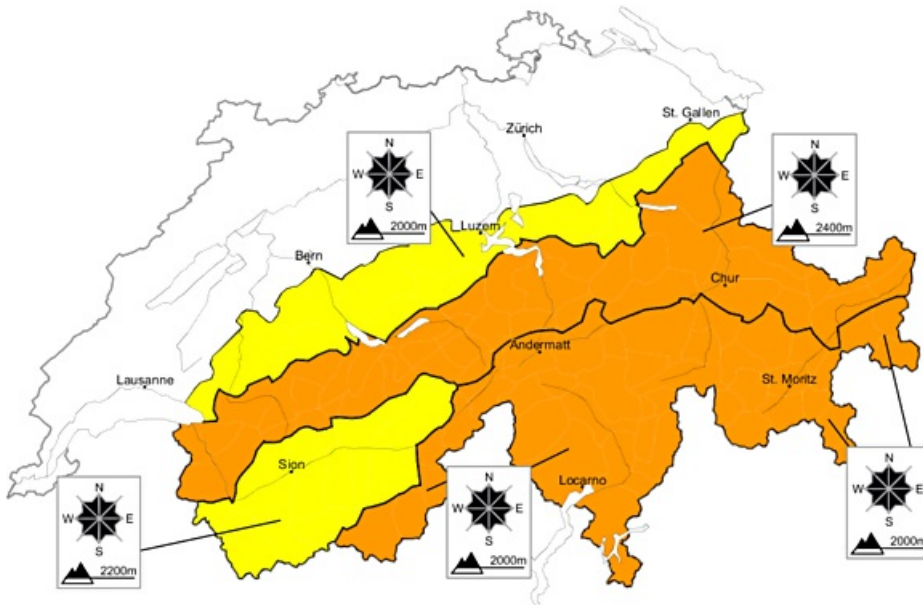 St. Gallen
Zürich
N
W E
S
2000m
N
W E
S
2400m
Luzern
Bern
Chur
Andermatt
Lausanne
St. Moritz
Sion
Locarno
N
W E
S
2200m
N
W E
S
2000m
N
W E
S
2000m